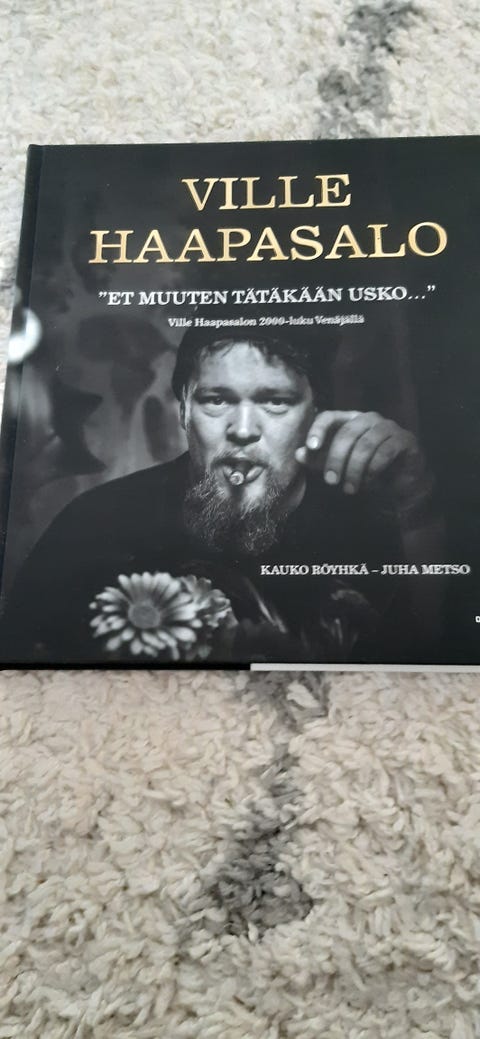 VILLE
HAAPASALO
”ET MUUTEN TÄTÄKÄÄN USKO...”
Ville Haapasalon 2000-luku Venäjällä
KAUKO RÖYHKÄ – JUHA METSO